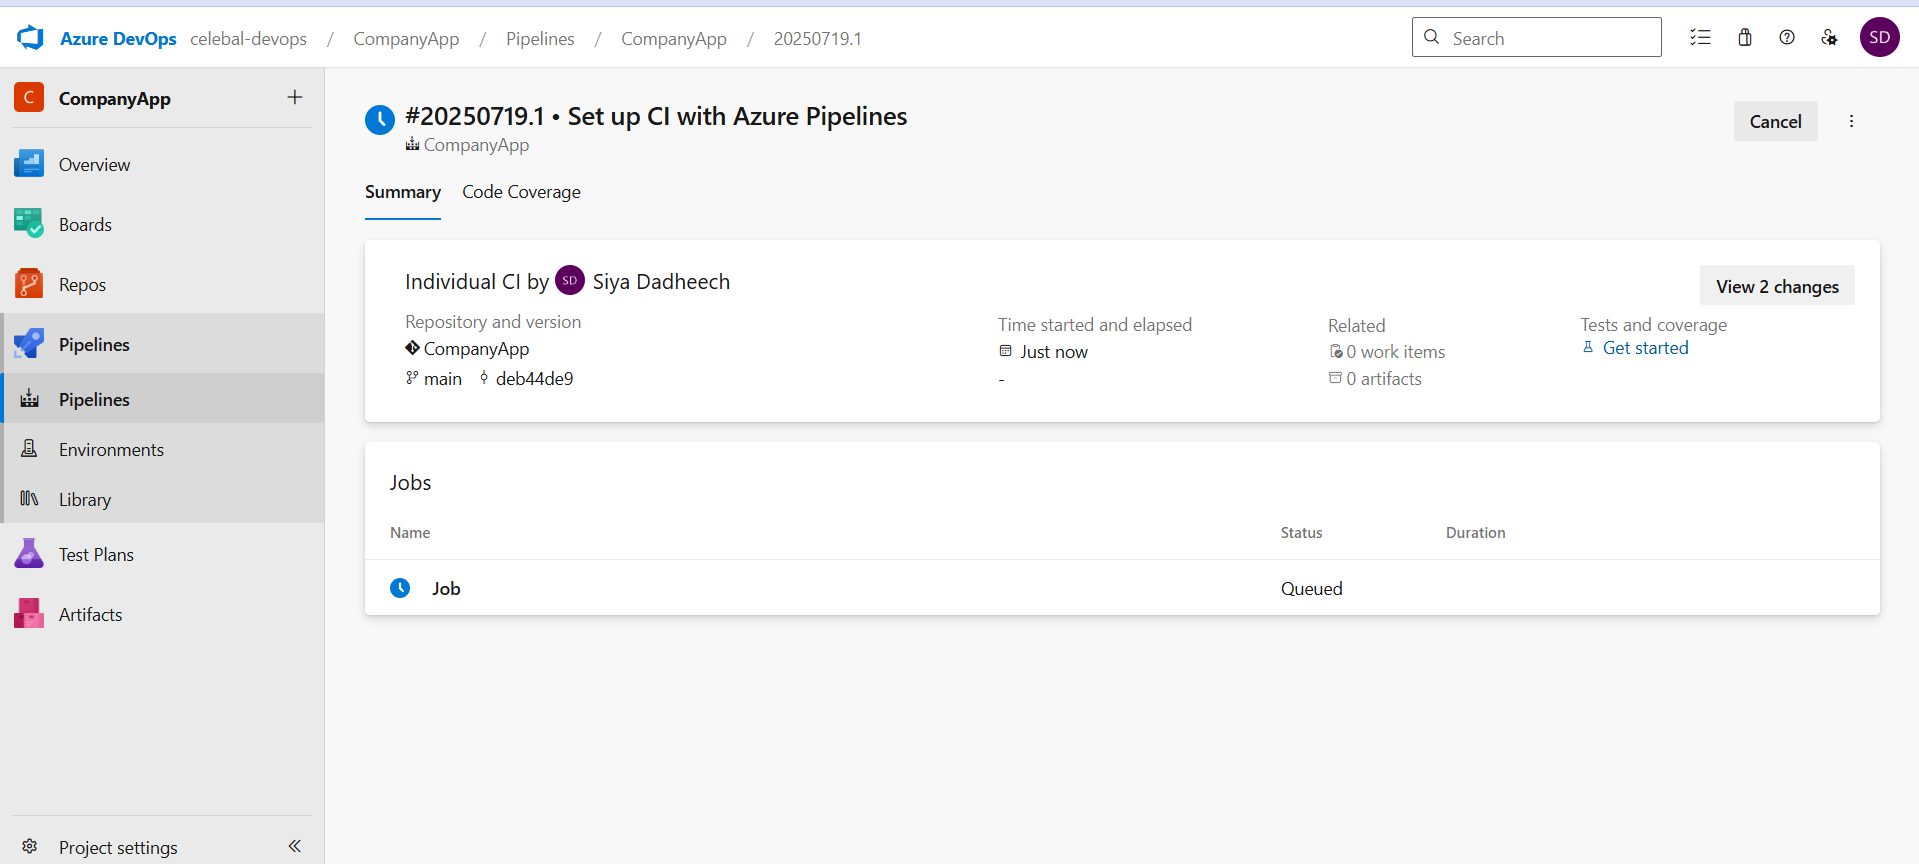 Azure DevOps celebal-devops / CompanyApp / Pipelines / CompanyApp / 20250719.1
Search
SD
C CompanyApp
Overview
Boards
Repos
Pipelines
Pipelines
Environments
Library
Test Plans
Artifacts
Project settings
#20250719.1 • Set up CI with Azure Pipelines
CompanyApp
Cancel
Summary Code Coverage
Individual CI by SD Siya Dadheech
View 2 changes
Repository and version
CompanyApp
main deb44de9
Time started and elapsed
Just now
-
Related
0 work items
0 artifacts
Tests and coverage
Get started
Jobs
Name Status Duration
Job Queued